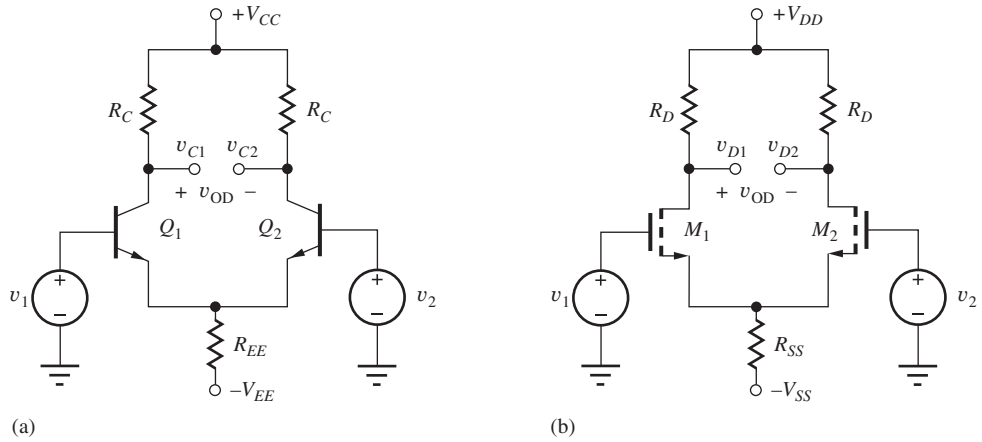 +V_CC
R_C R_C
v_C1 v_C2
+ v_OD −
Q_1 Q_2
v_1 + − + − v_2
R_EE
−V_EE
(a)
+V_DD
R_D R_D
v_D1 v_D2
+ v_OD −
M_1 M_2
v_1 + − + − v_2
R_SS
−V_SS
(b)